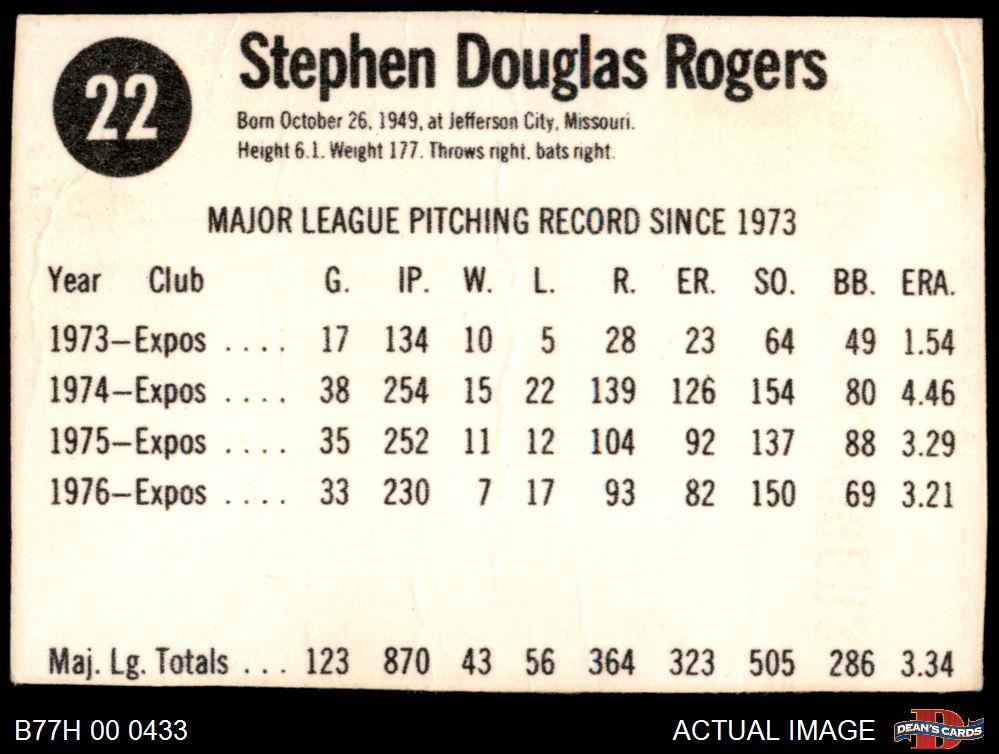 22
Stephen Douglas Rogers
Born October 26, 1949, at Jefferson City, Missouri.
Height 6.1. Weight 177. Throws right, bats right.
MAJOR LEAGUE PITCHING RECORD SINCE 1973
Year Club G. IP. W. L. R. ER. SO. BB. ERA.
1973—Expos .... 17 134 10 5 28 23 64 49 1.54
1974—Expos .... 38 254 15 22 139 126 154 80 4.46
1975—Expos .... 35 252 11 12 104 92 137 88 3.29
1976—Expos .... 33 230 7 17 93 82 150 69 3.21
Maj. Lg. Totals ... 123 870 43 56 364 323 505 286 3.34
B77H 00 0433 ACTUAL IMAGE D DEAN'S CARDS